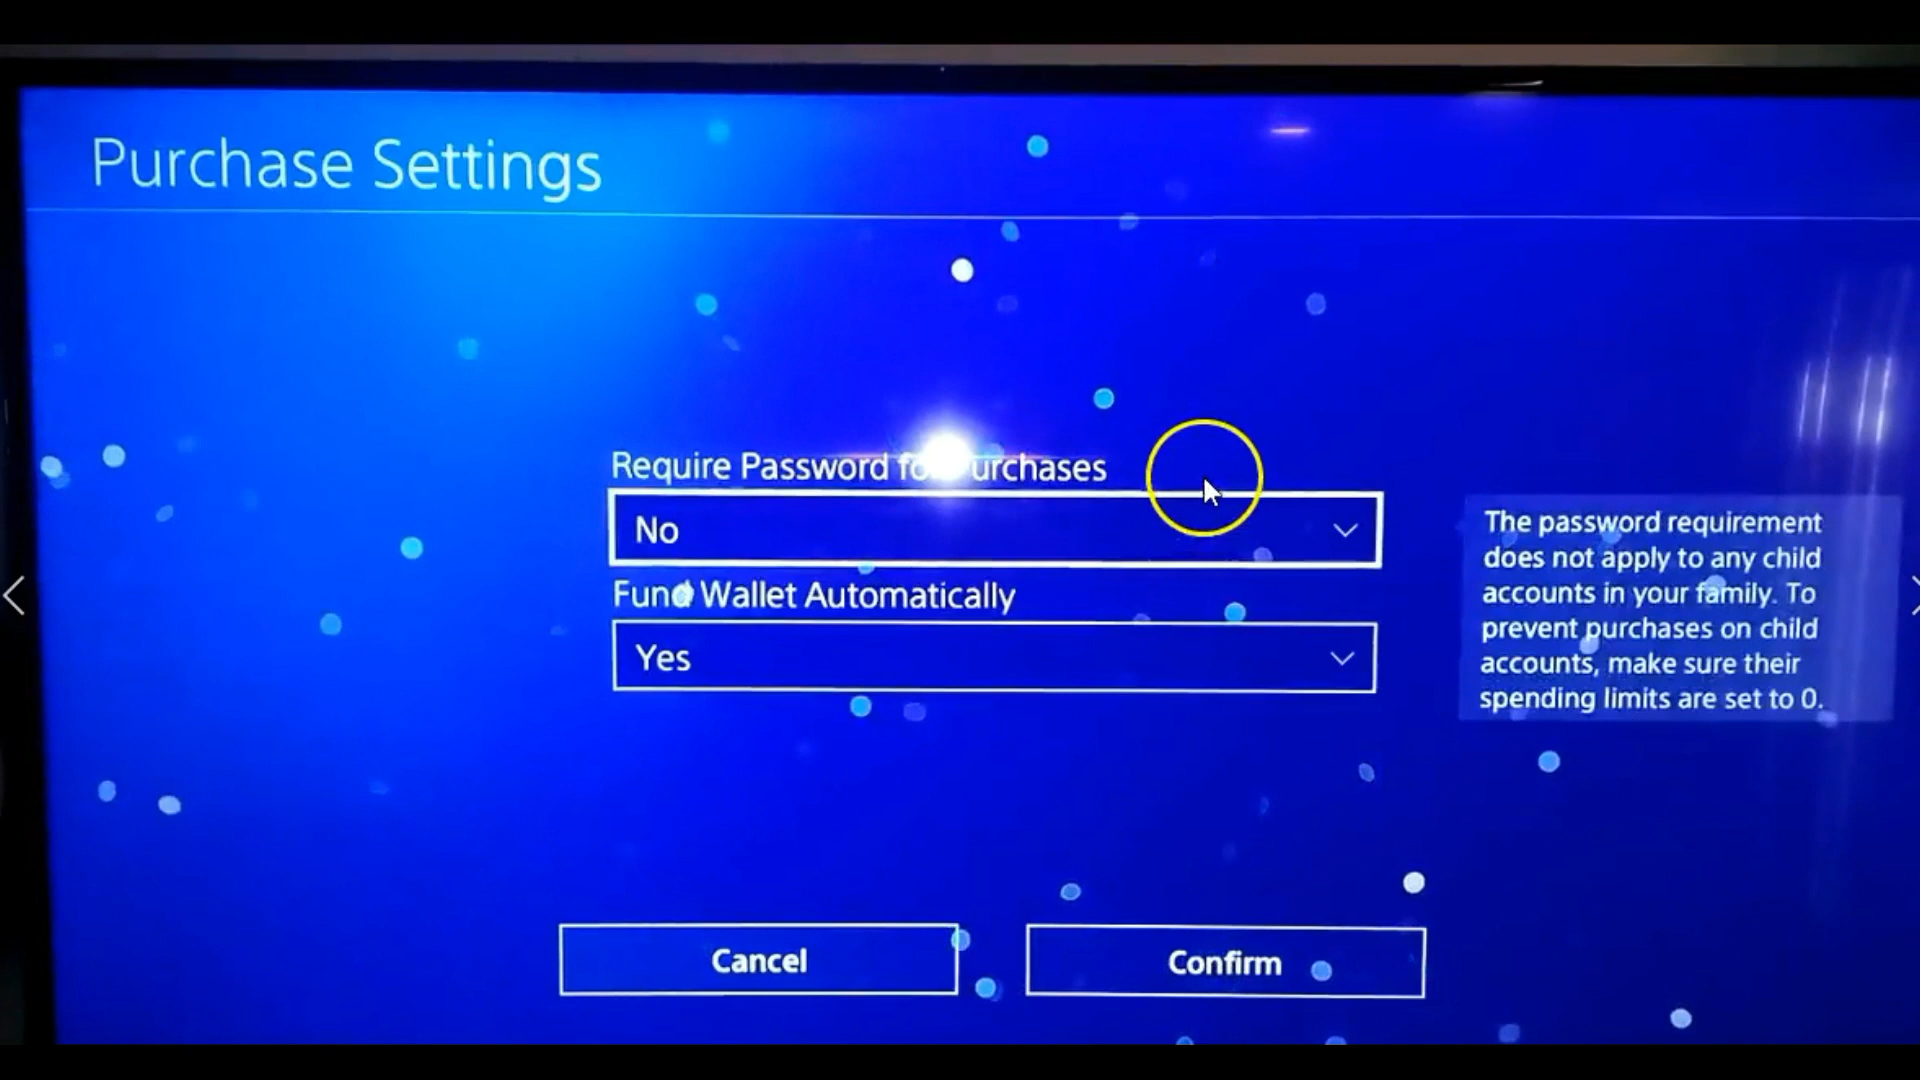 Purchase Settings
Require Password for Purchases
No
Fund Wallet Automatically
Yes
The password requirement
does not apply to any child
accounts in your family. To
prevent purchases on child
accounts, make sure their
spending limits are set to 0.
Cancel
Confirm